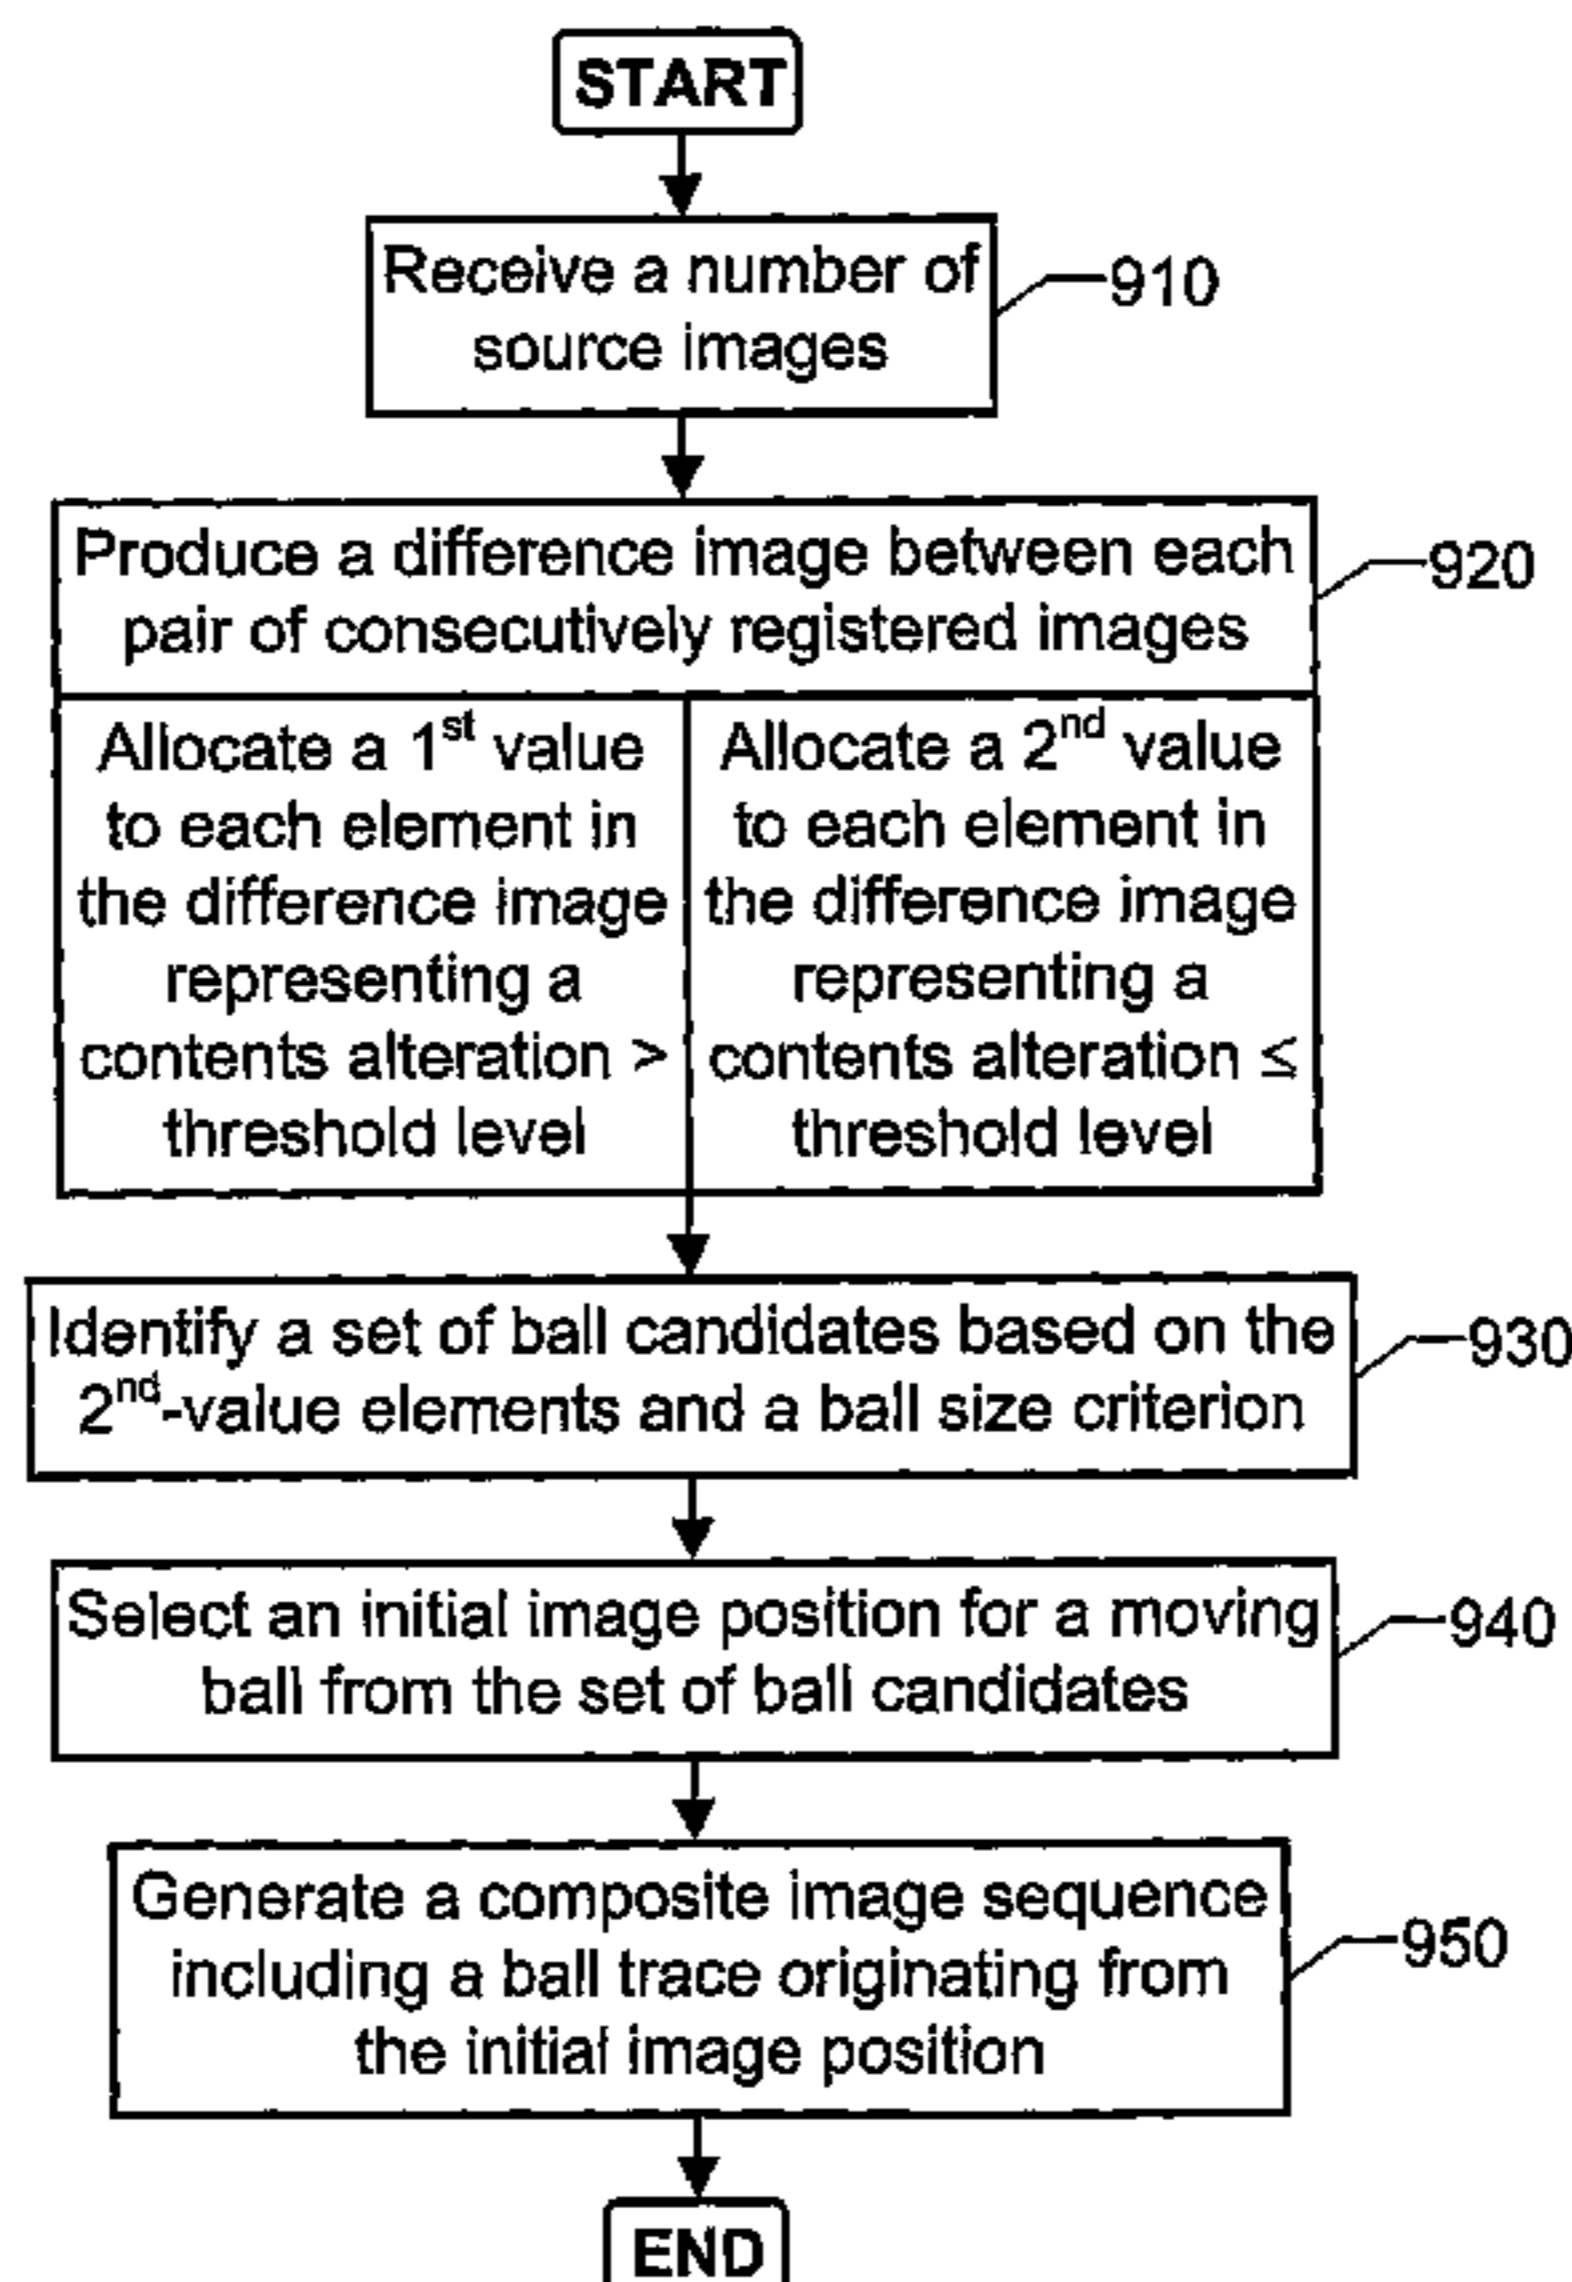 START
Receive a number of
source images
910
Produce a difference image between each
pair of consecutively registered images
920
Allocate a 1st value
to each element in
the difference image
representing a
contents alteration >
threshold level
Allocate a 2nd value
to each element in
the difference image
representing a
contents alteration ≤
threshold level
Identify a set of ball candidates based on the
2nd-value elements and a ball size criterion
930
Select an initial image position for a moving
ball from the set of ball candidates
940
Generate a composite image sequence
including a ball trace originating from
the initial image position
950
END